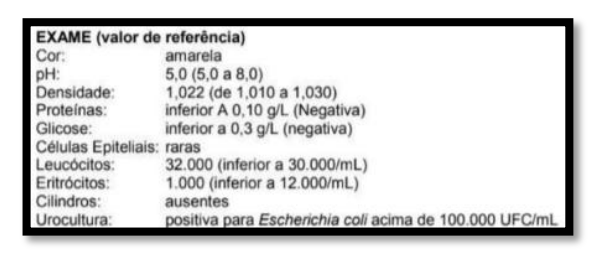 EXAME (valor de referência)
Cor: amarela
pH: 5,0 (5,0 a 8,0)
Densidade: 1,022 (de 1,010 a 1,030)
Proteínas: inferior A 0,10 g/L (Negativa)
Glicose: inferior a 0,3 g/L (negativa)
Células Epiteliais: raras
Leucócitos: 32.000 (inferior a 30.000/mL)
Eritrócitos: 1.000 (inferior a 12.000/mL)
Cilindros: ausentes
Urocultura: positiva para Escherichia coli acima de 100.000 UFC/mL